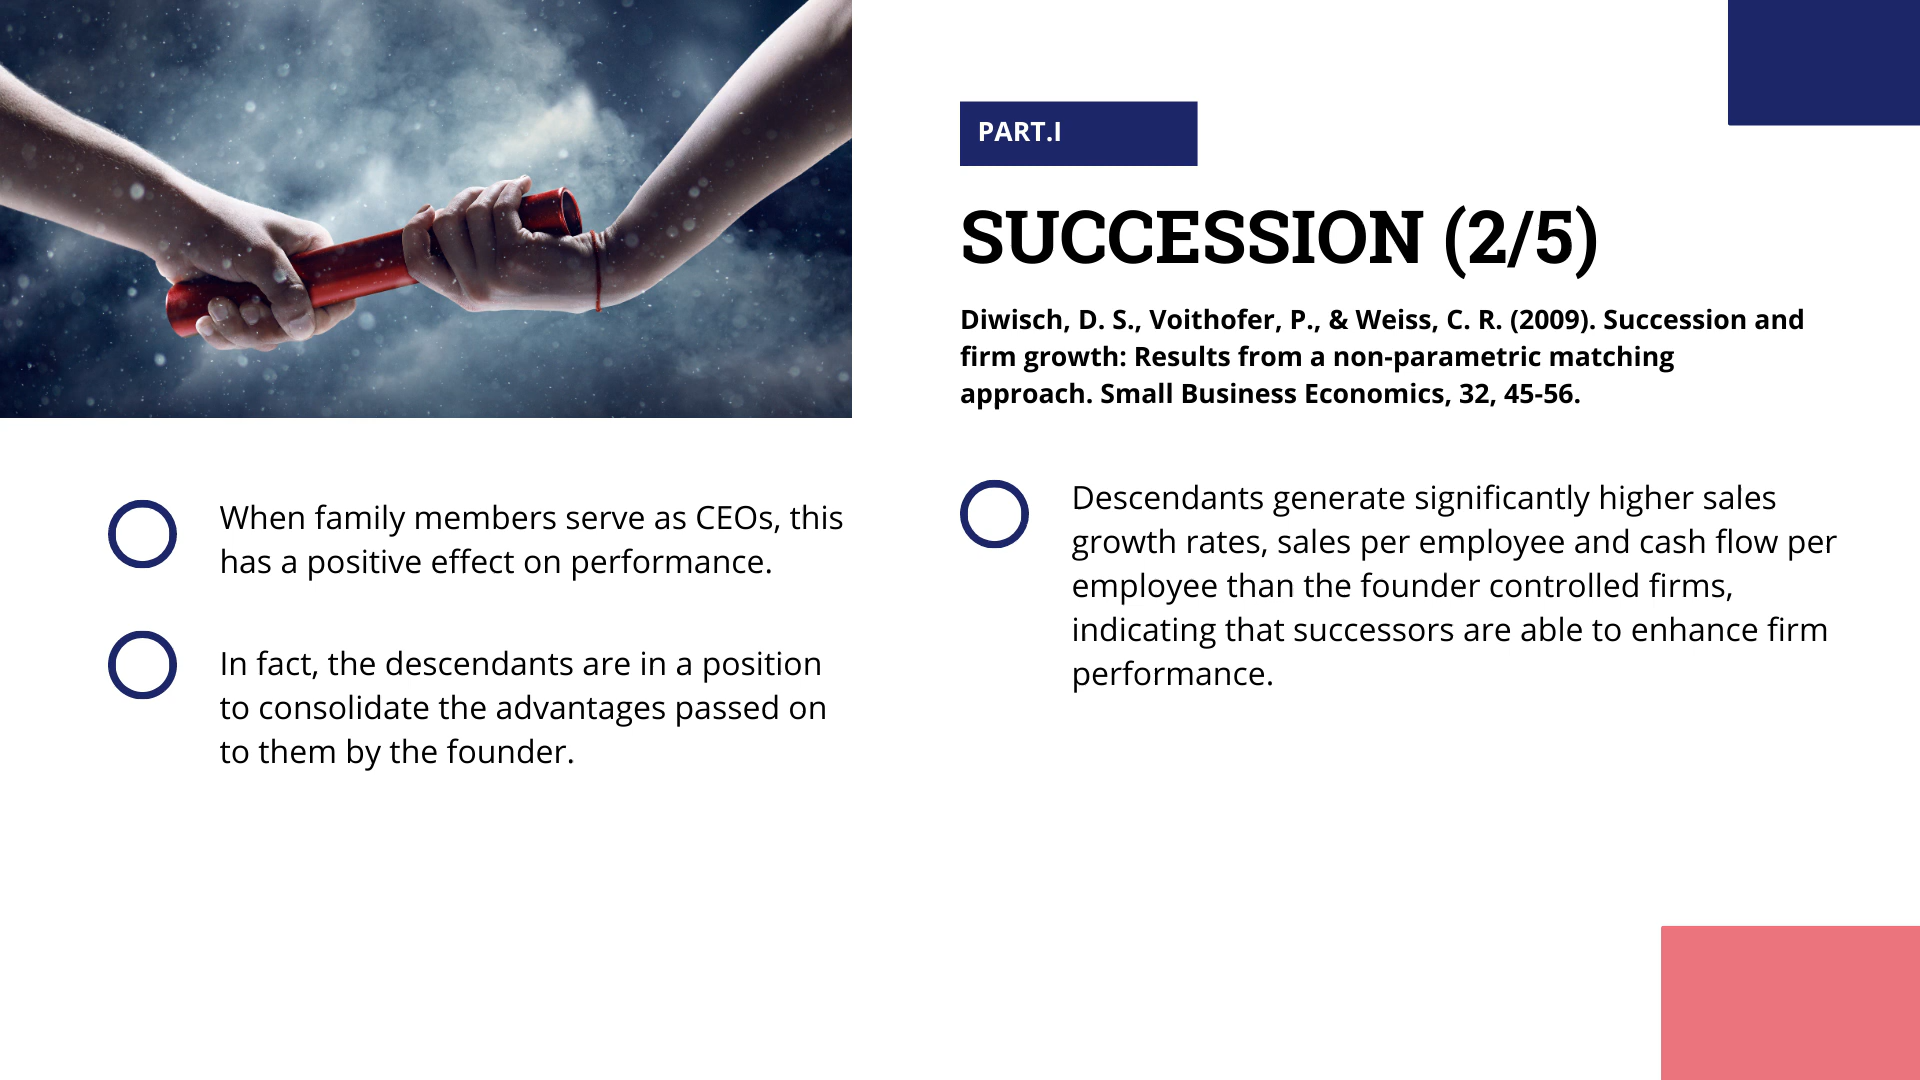 PART.I
SUCCESSION (2/5)
Diwisch, D. S., Voithofer, P., & Weiss, C. R. (2009). Succession and
firm growth: Results from a non-parametric matching
approach. Small Business Economics, 32, 45-56.
When family members serve as CEOs, this
has a positive effect on performance.
In fact, the descendants are in a position
to consolidate the advantages passed on
to them by the founder.
Descendants generate significantly higher sales
growth rates, sales per employee and cash flow per
employee than the founder controlled firms,
indicating that successors are able to enhance firm
performance.